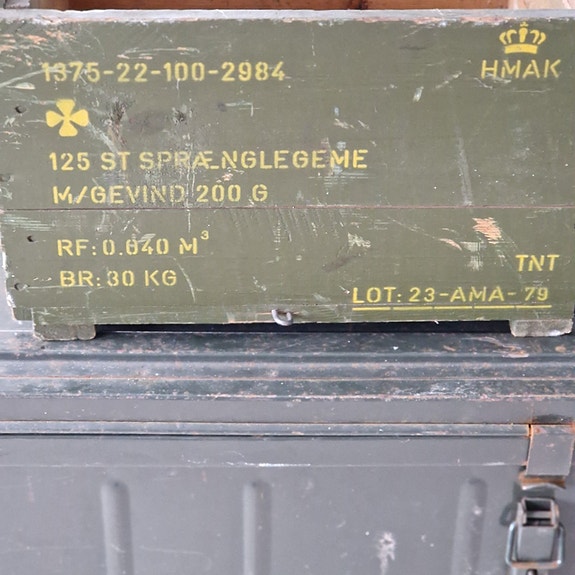 1375-22-100-2984
HMAK
125 ST SPRÆNGLEGEME
M/GEVIND 200 G
RF: 0.040 M³
BR: 30 KG
TNT
LOT: 23-AMA-79